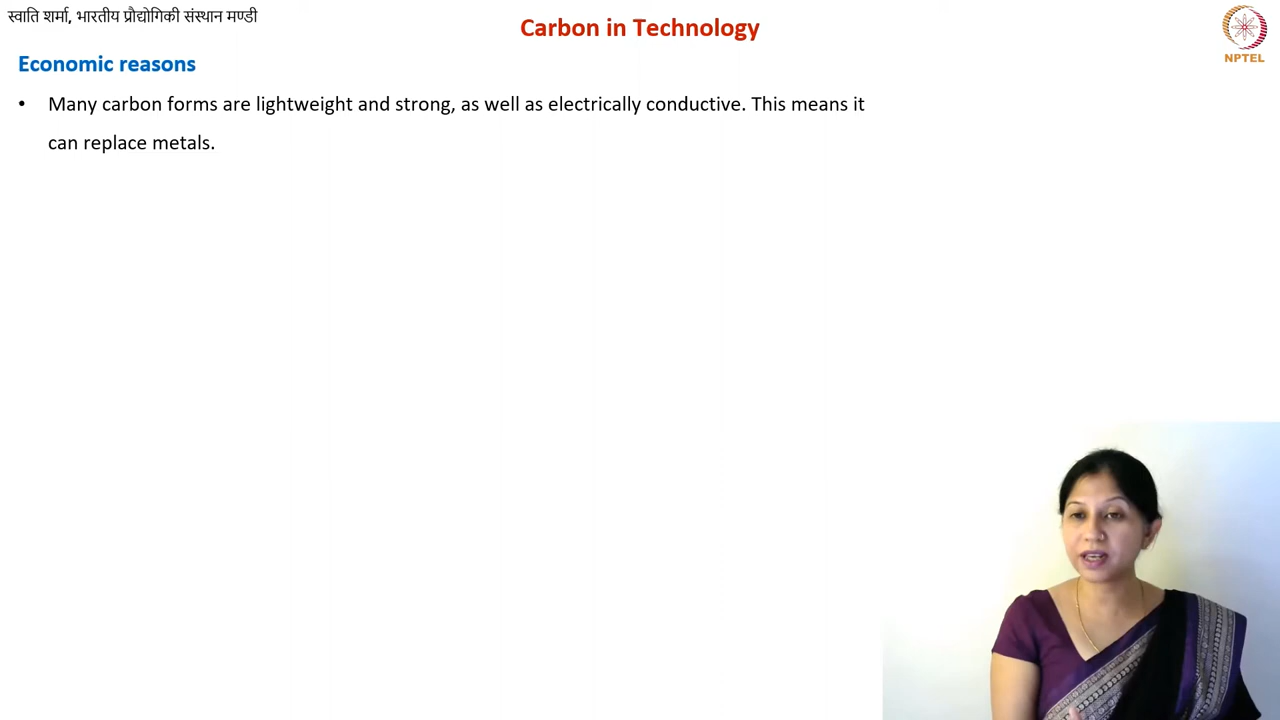 स्वाति शर्मा, भारतीय प्रौद्योगिकी संस्थान मण्डी
Carbon in Technology
NPTEL
Economic reasons
• Many carbon forms are lightweight and strong, as well as electrically conductive. This means it
can replace metals.